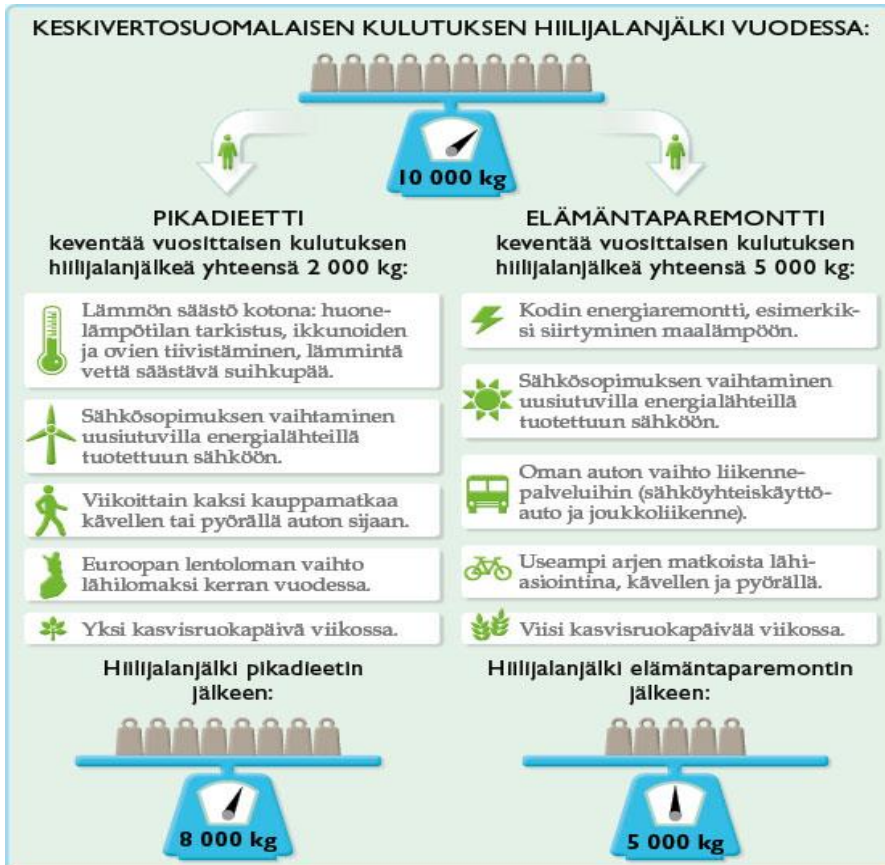 KESKIVERTOSUOMALAISEN KULUTUKSEN HIILIJALANJÄLKI VUODESSA:
10 000 kg
PIKADIEETTI
keventää vuosittaisen kulutuksen
hiilijalanjälkeä yhteensä 2 000 kg:
Lämmön säästö kotona: huone-
lämpötilan tarkistus, ikkunoiden
ja ovien tiivistäminen, lämmintä
vettä säästävä suihkupää.
Sähkösopimuksen vaihtaminen
uusiutuvilla energialähteillä
tuotettuun sähköön.
Viikoittain kaksi kauppamatkaa
kävellen tai pyörällä auton sijaan.
Euroopan lentoloman vaihto
lähilomaksi kerran vuodessa.
Yksi kasvisruokapäivä viikossa.
Hiilijalanjälki pikadieetin
jälkeen:
8 000 kg
ELÄMÄNTAPAREMONTTI
keventää vuosittaisen kulutuksen
hiilijalanjälkeä yhteensä 5 000 kg:
Kodin energiaremontti, esimerkik-
si siirtyminen maalämpöön.
Sähkösopimuksen vaihtaminen
uusiutuvilla energialähteillä
tuotettuun sähköön.
Oman auton vaihto liikenne-
palveluihin (sähköyhteiskäyttö-
auto ja joukkoliikenne).
Useampi arjen matkoista lähi-
asiointina, kävellen ja pyörällä.
Viisi kasvisruokapäivää viikossa.
Hiilijalanjälki elämäntaparemontin
jälkeen:
5 000 kg